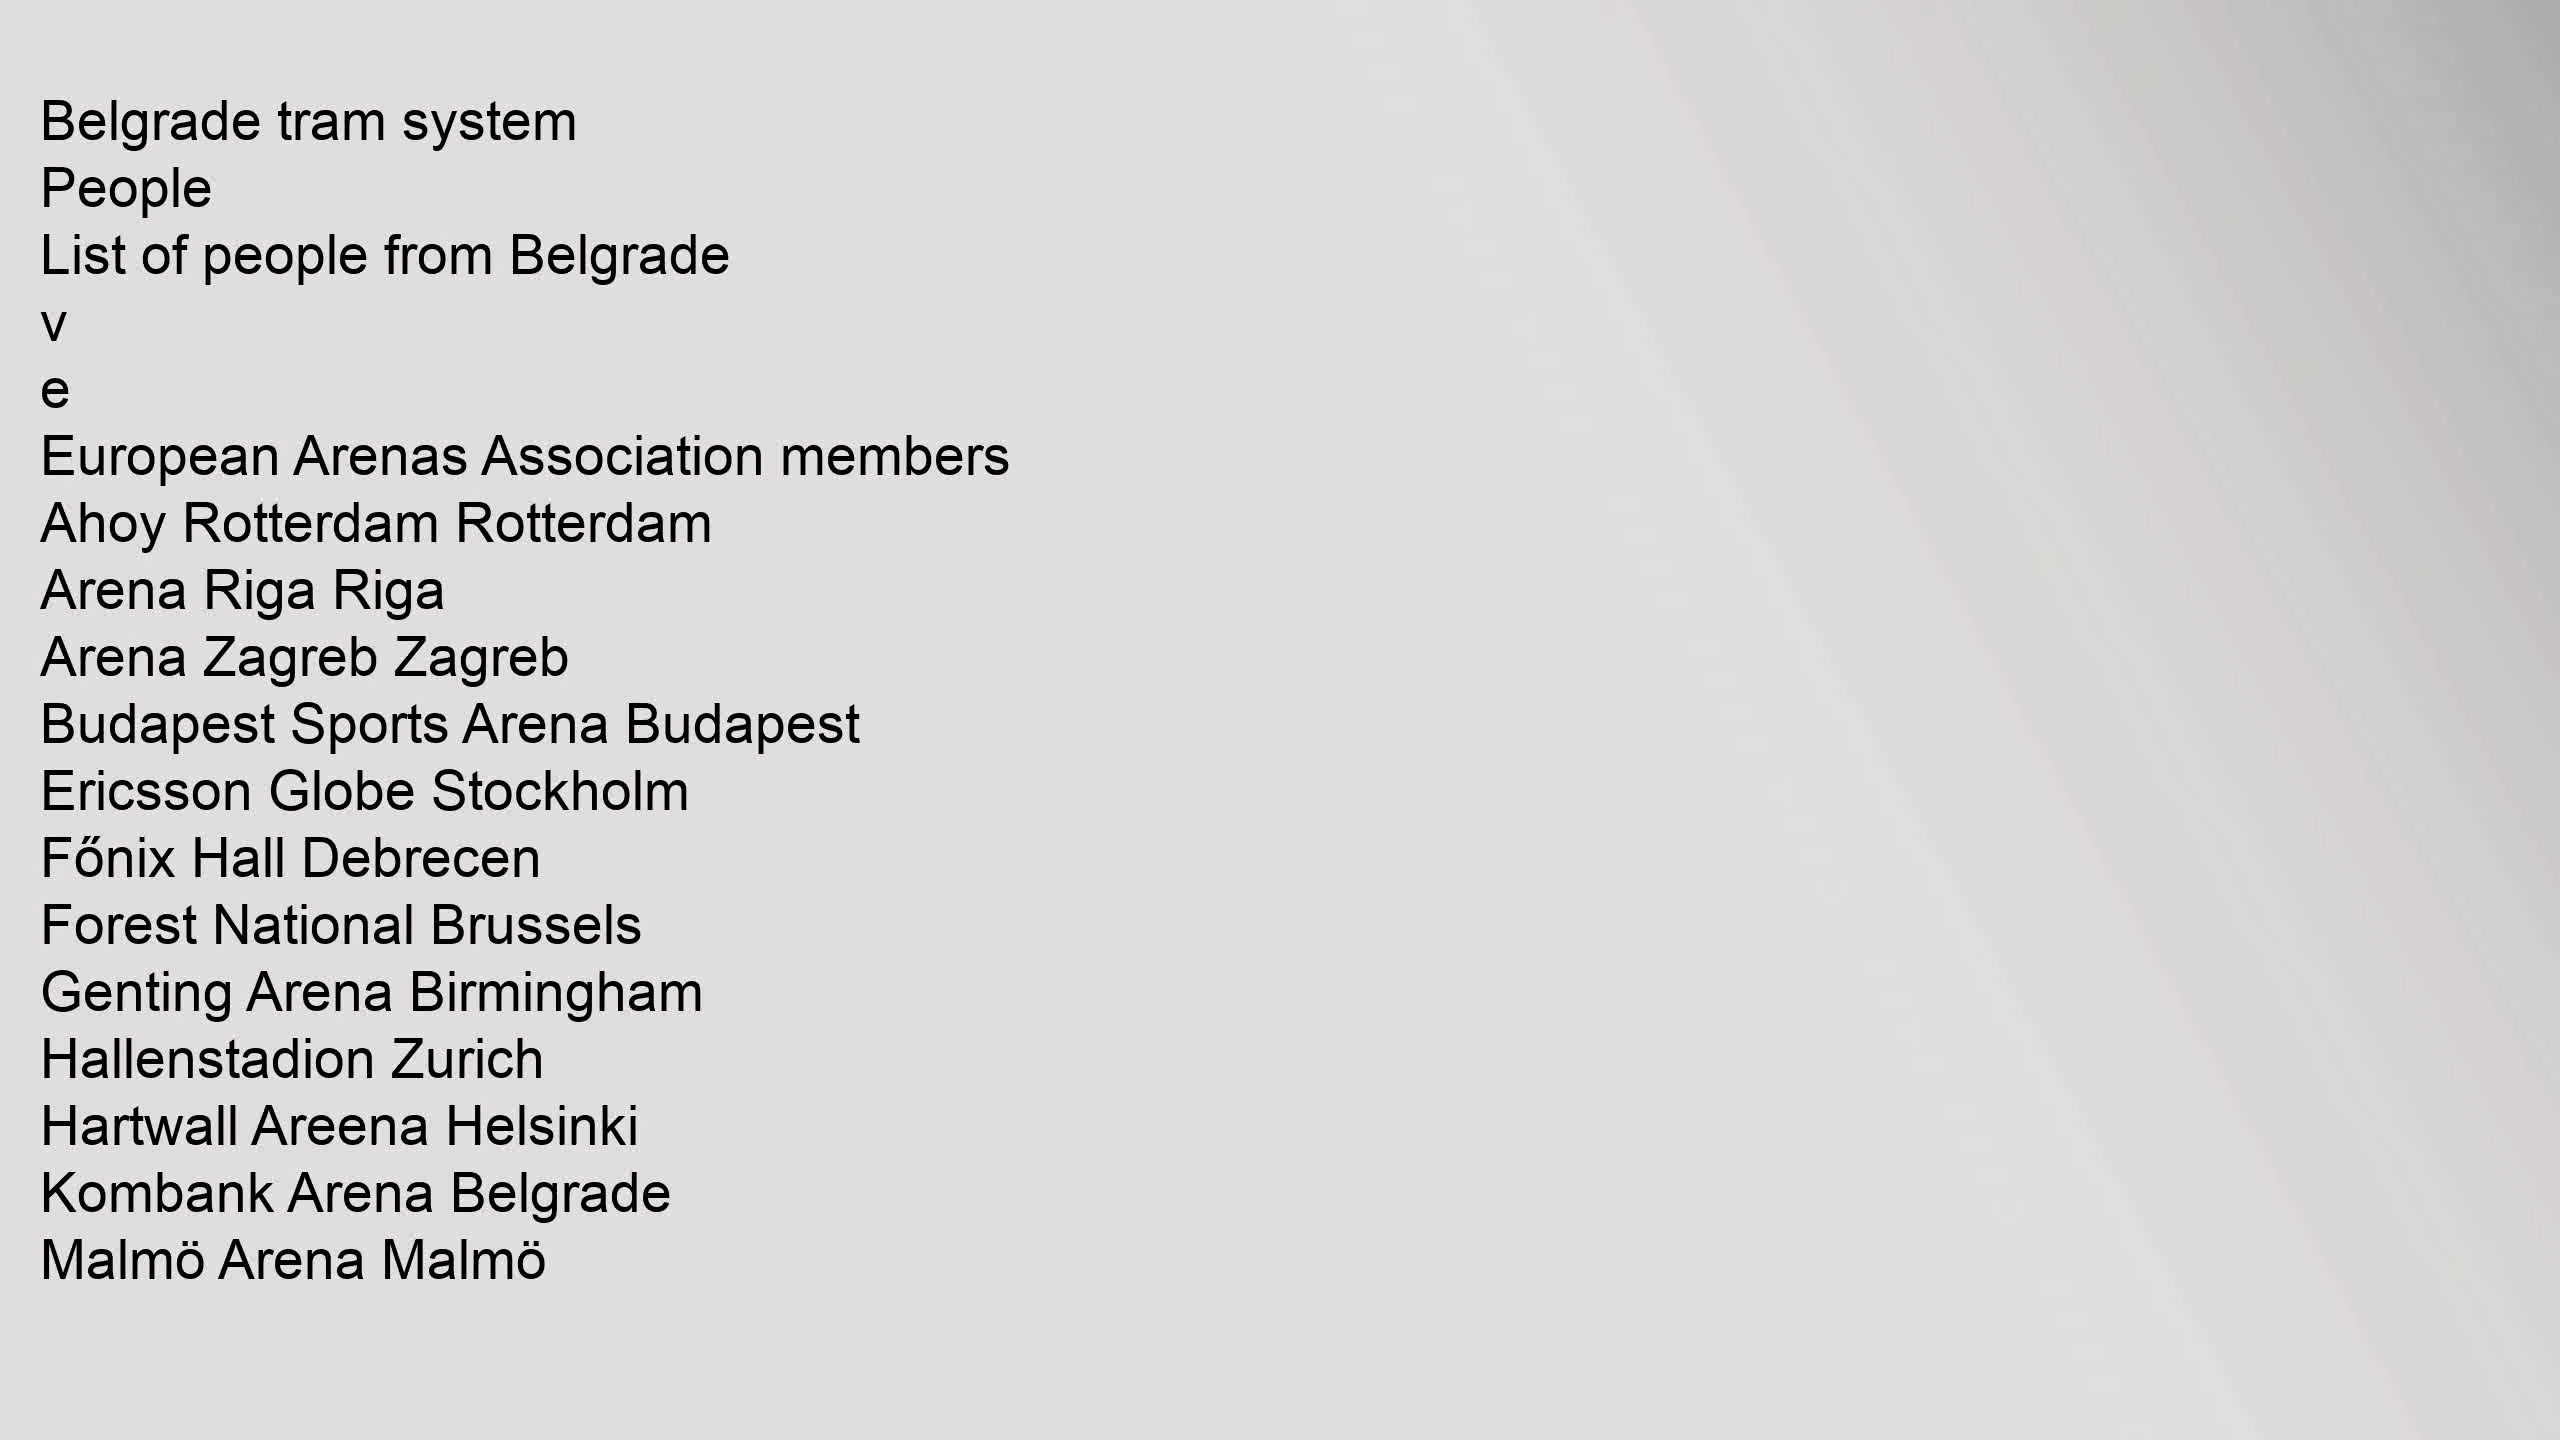 Belgrade tram system
People
List of people from Belgrade
v
e
European Arenas Association members
Ahoy Rotterdam Rotterdam
Arena Riga Riga
Arena Zagreb Zagreb
Budapest Sports Arena Budapest
Ericsson Globe Stockholm
Főnix Hall Debrecen
Forest National Brussels
Genting Arena Birmingham
Hallenstadion Zurich
Hartwall Areena Helsinki
Kombank Arena Belgrade
Malmö Arena Malmö